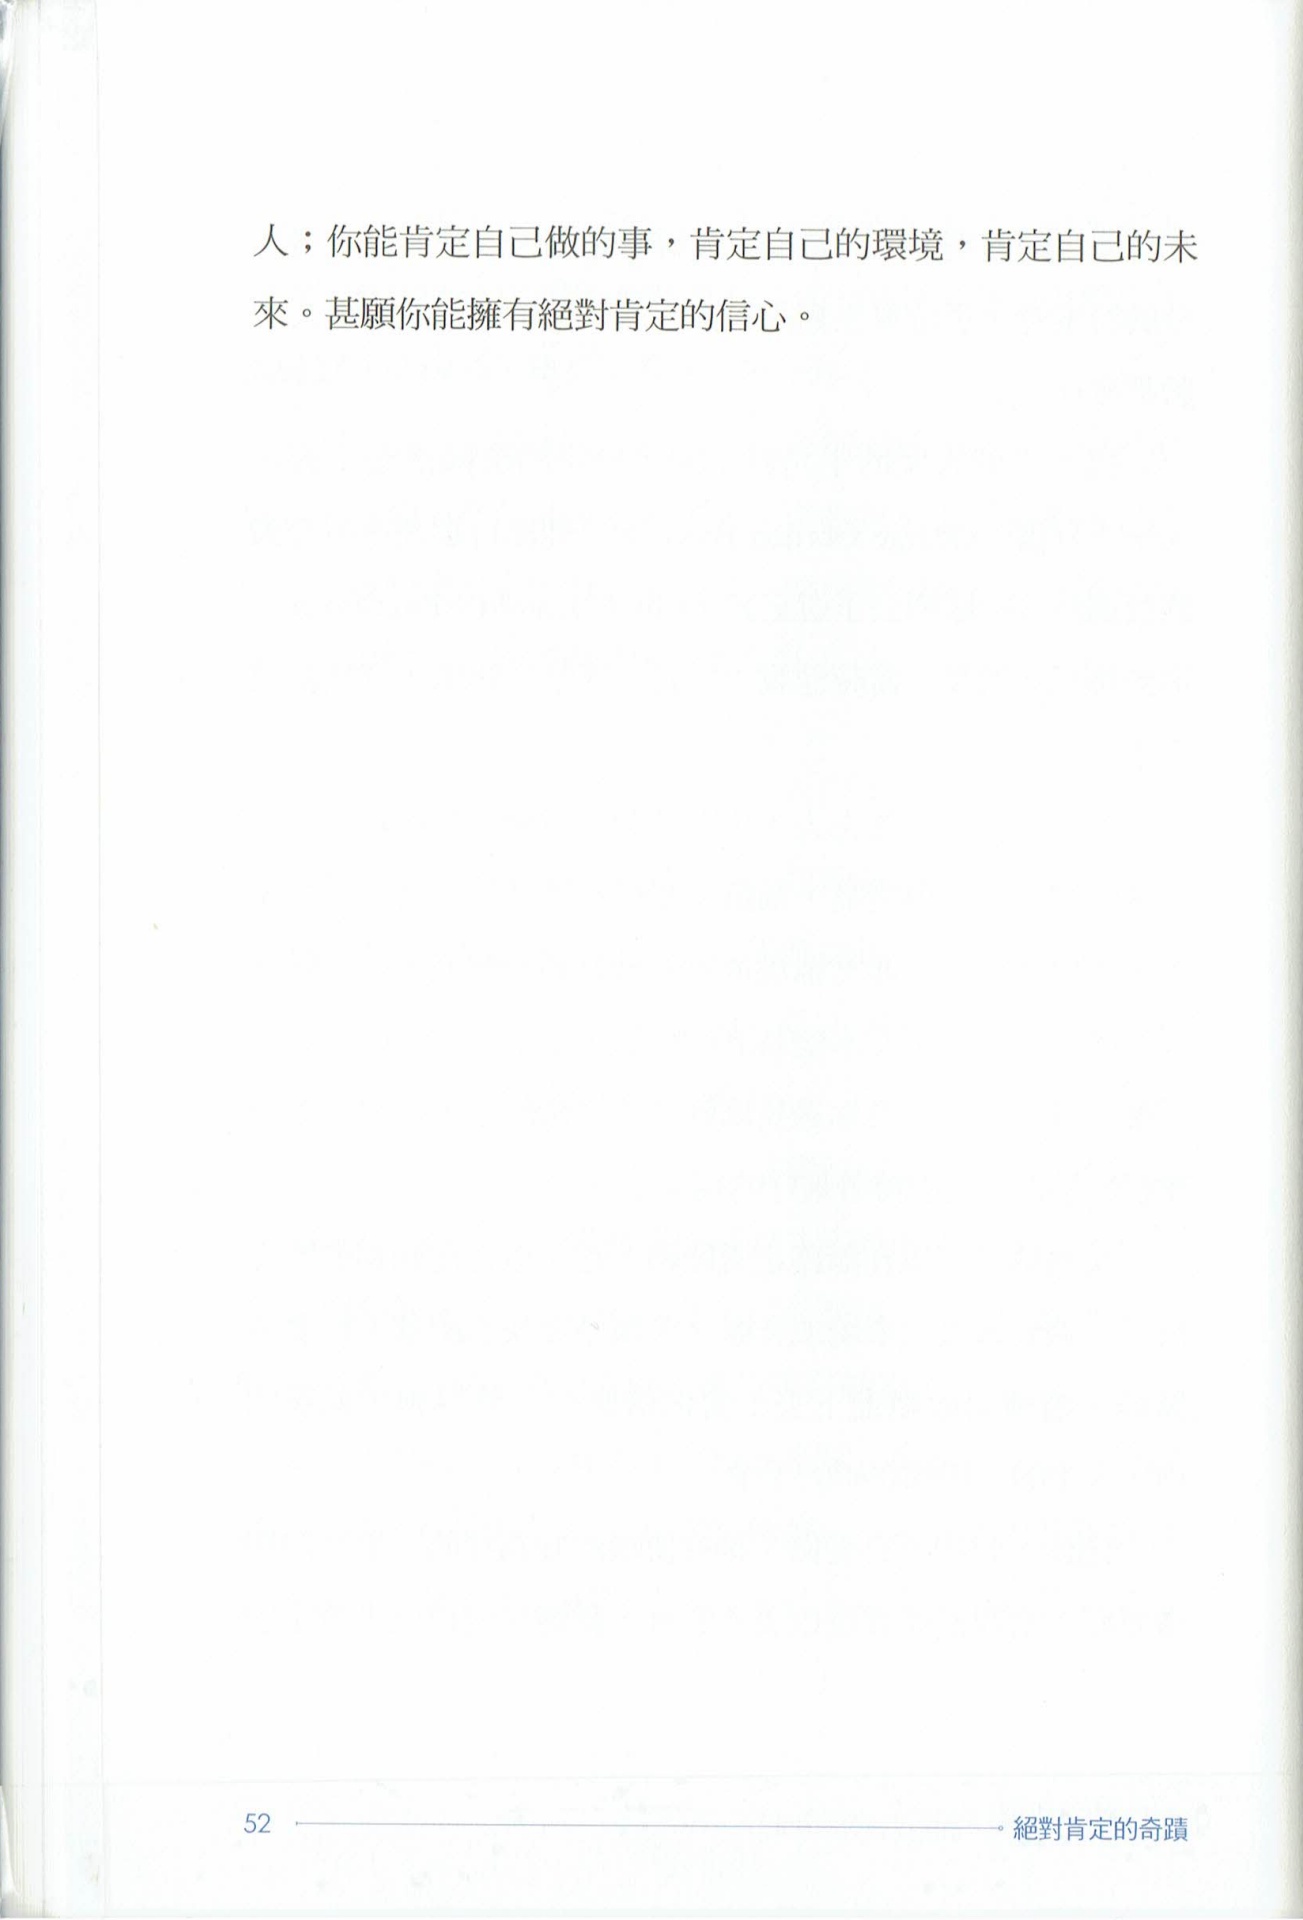 人；你能肯定自己做的事，肯定自己的環境，肯定自己的未
來。甚願你能擁有絕對肯定的信心。
52 絕對肯定的奇蹟